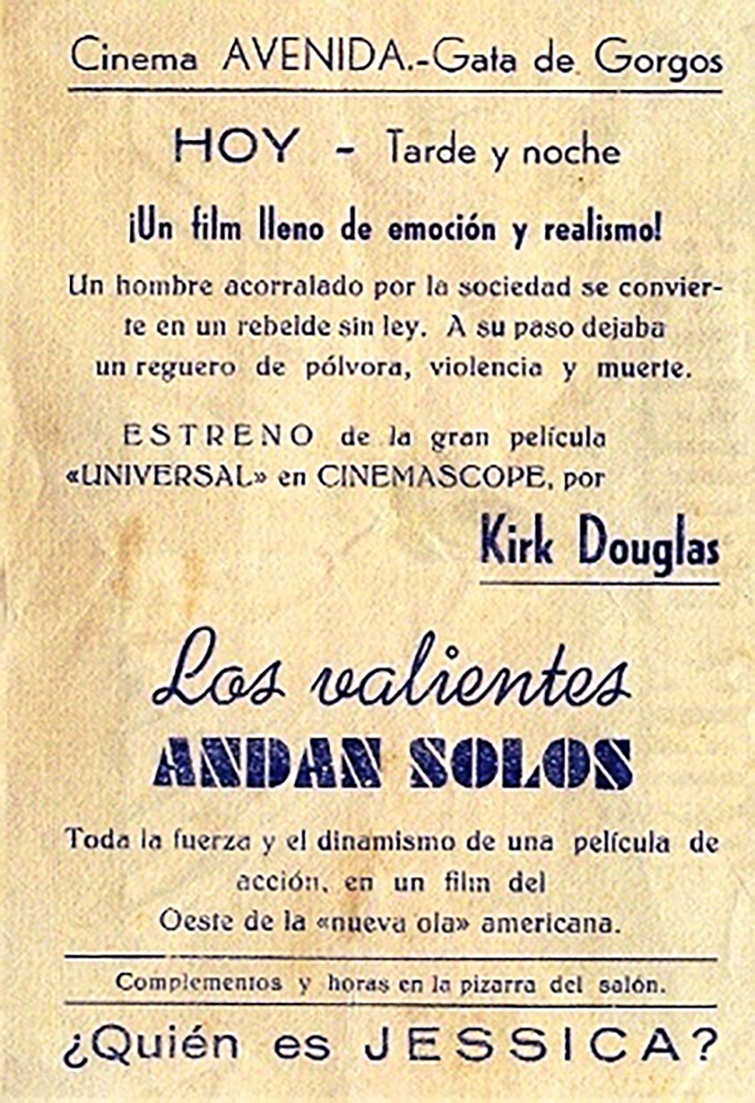 Cinema AVENIDA.-Gata de Gorgos
HOY - Tarde y noche
¡Un film lleno de emoción y realismo!
Un hombre acorralado por la sociedad se convier-
te en un rebelde sin ley. A su paso dejaba
un reguero de pólvora, violencia y muerte.
ESTRENO de la gran película
«UNIVERSAL» en CINEMASCOPE, por
Kirk Douglas
Los valientes
ANDAN SOLOS
Toda la fuerza y el dinamismo de una película de
acción, en un film del
Oeste de la «nueva ola» americana.
Complementos y horas en la pizarra del salón.
¿Quién es JESSICA?